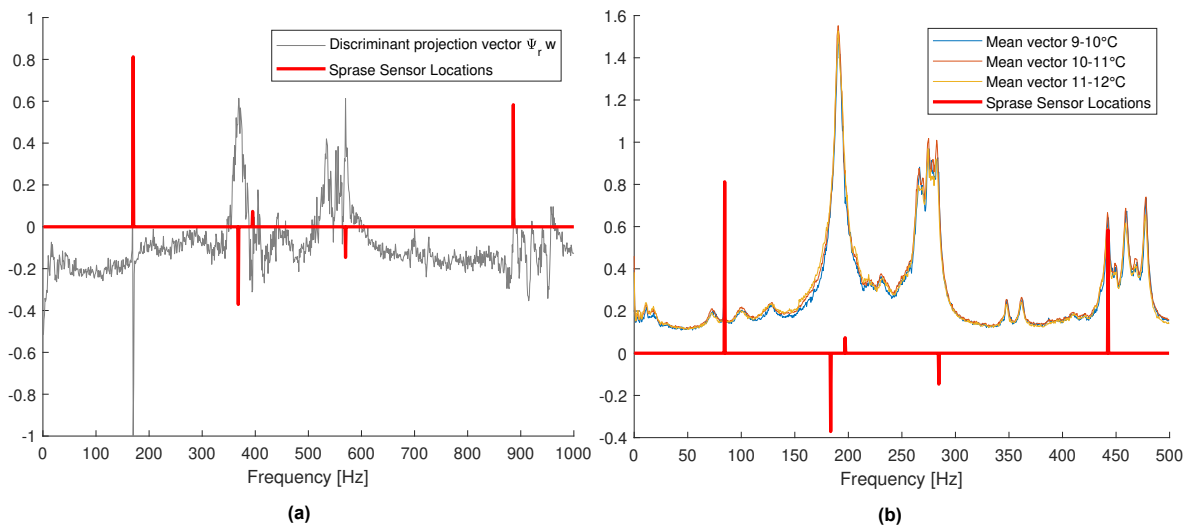 1
0.8
0.6
0.4
0.2
0
-0.2
-0.4
-0.6
-0.8
-1
Discriminant projection vector Ψr w
Sprase Sensor Locations
0 100 200 300 400 500 600 700 800 900 1000
Frequency [Hz]
(a)
1.6
1.4
1.2
1
0.8
0.6
0.4
0.2
0
-0.2
-0.4
Mean vector 9-10°C
Mean vector 10-11°C
Mean vector 11-12°C
Sprase Sensor Locations
0 50 100 150 200 250 300 350 400 450 500
Frequency [Hz]
(b)